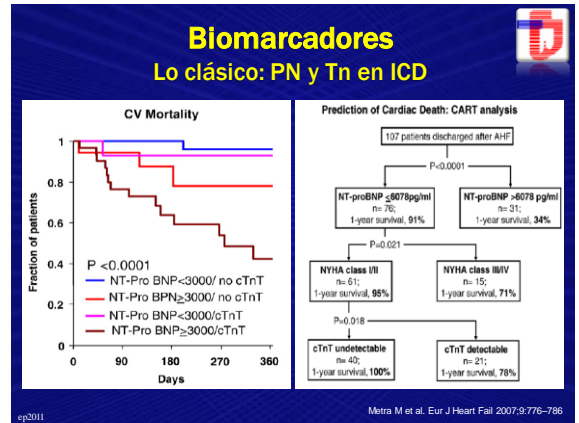 Biomarcadores
Lo clásico: PN y Tn en ICD
CV Mortality
Fraction of patients
1
0.8
0.6
0.4
0.2
0
P <0.0001
NT-Pro BNP<3000/ no cTnT
NT-Pro BPN≥3000/ no cTnT
NT-Pro BNP<3000/cTnT
NT-Pro BNP≥3000/cTnT
0 90 180 270 360
Days
Prediction of Cardiac Death: CART analysis
107 patients discharged after AHF
P<0.0001
NT-proBNP ≤6078pg/ml
n= 76;
1-year survival, 91%
NT-proBNP >6078 pg/ml
n= 31;
1-year survival, 34%
P=0.021
NYHA class I/II
n= 61;
1-year survival, 95%
NYHA class III/IV
n= 15;
1-year survival, 71%
P=0.018
cTnT undetectable
n= 40;
1-year survival, 100%
cTnT detectable
n= 21;
1-year survival, 78%
ep2011
Metra M et al. Eur J Heart Fail 2007;9:776–786